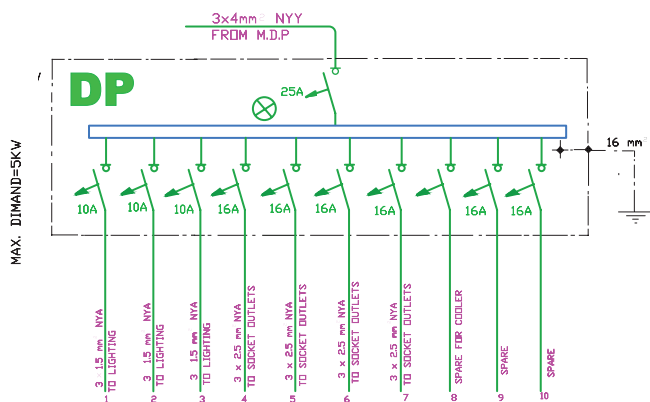 3x4mm² NYY
FROM M.D.P
DP
25A
16 mm²
MAX. DIMAND=5KW
10A
10A
10A
16A
16A
16A
16A
16A
16A
3 1.5 mm NYA
TO LIGHTING
3 1.5 mm NYA
TO LIGHTING
3 1.5 mm NYA
TO LIGHTING
3 x 2.5 mm NYA
TO SOCKET OUTLETS
3 x 2.5 mm NYA
TO SOCKET OUTLETS
3 x 2.5 mm NYA
TO SOCKET OUTLETS
3 x 2.5 mm NYA
TO SOCKET OUTLETS
SPARE FOR COOLER
SPARE
SPARE
1
2
3
4
5
6
7
8
9
10